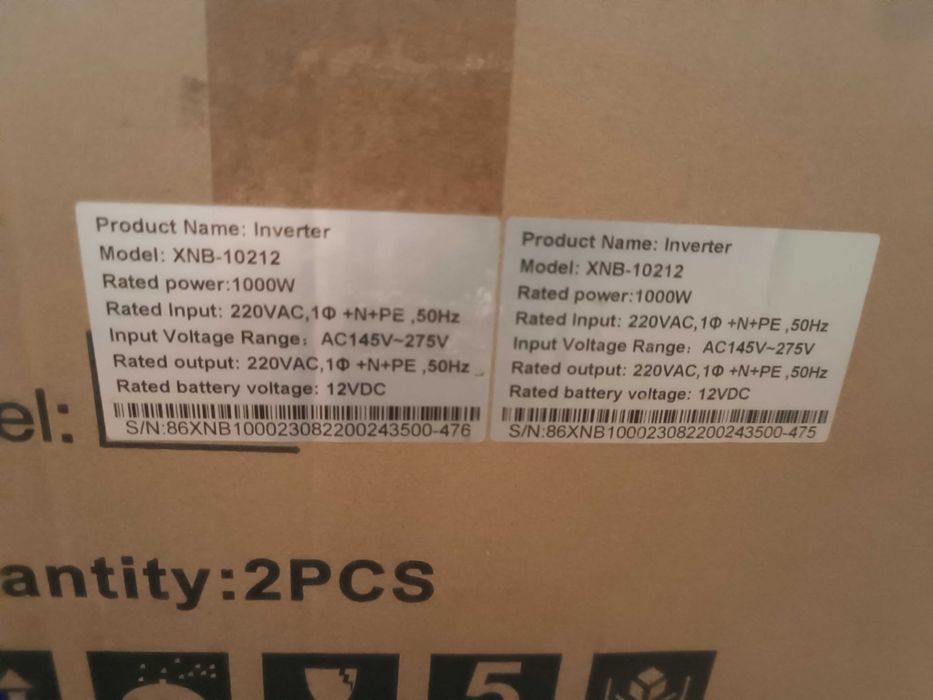 Product Name: Inverter
Model: XNB-10212
Rated power:1000W
Rated Input: 220VAC,1Φ +N+PE ,50Hz
Input Voltage Range: AC145V~275V
Rated output: 220VAC,1Φ +N+PE ,50Hz
Rated battery voltage: 12VDC
S/N:86XNB100023082200243500-476
Product Name: Inverter
Model: XNB-10212
Rated power:1000W
Rated Input: 220VAC,1Φ +N+PE ,50Hz
Input Voltage Range: AC145V~275V
Rated output: 220VAC,1Φ +N+PE ,50Hz
Rated battery voltage: 12VDC
S/N:86XNB100023082200243500-475
el:
antity:2PCS
5